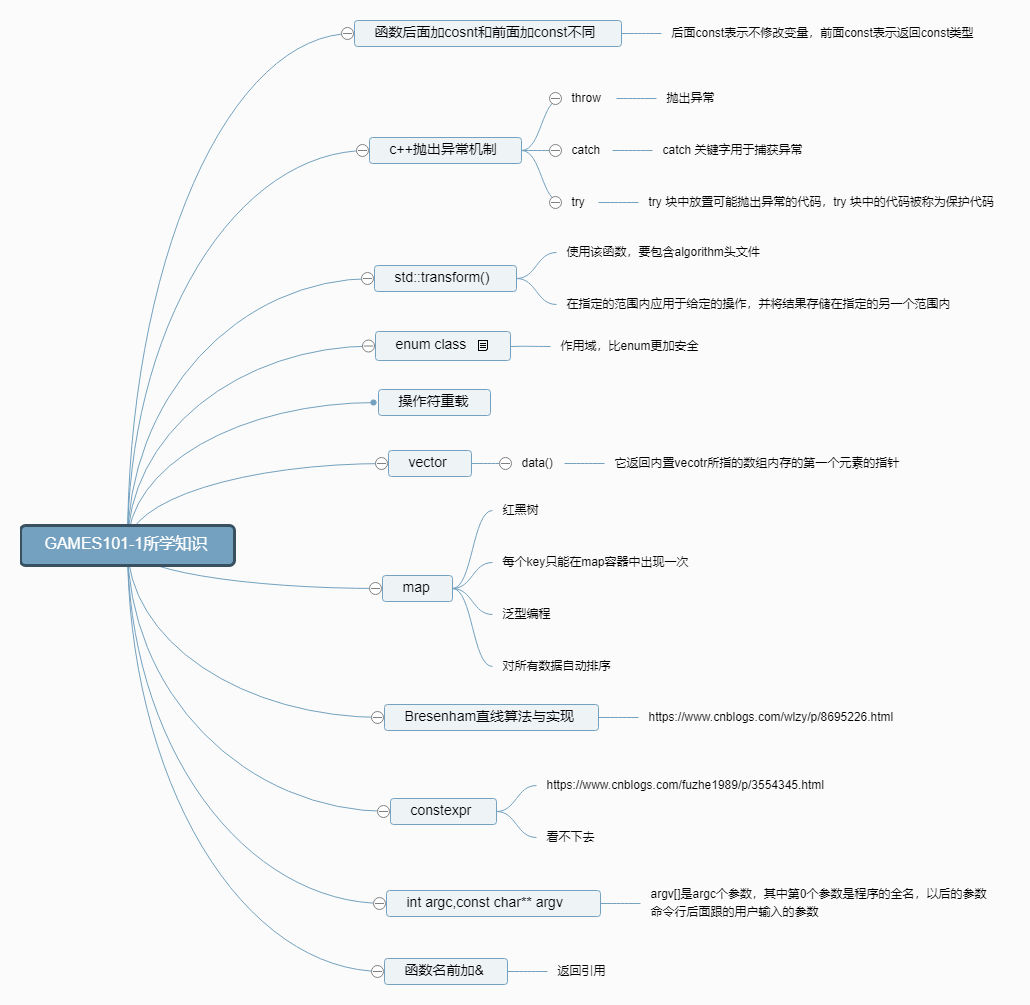 函数后面加cosnt和前面加const不同
后面const表示不修改变量，前面const表示返回const类型
c++抛出异常机制
throw
抛出异常
catch
catch 关键字用于捕获异常
try
try 块中放置可能抛出异常的代码，try 块中的代码被称为保护代码
std::transform()
使用该函数，要包含algorithm头文件
在指定的范围内应用于给定的操作，并将结果存储在指定的另一个范围内
enum class
作用域，比enum更加安全
操作符重载
vector
data()
它返回内置vecotr所指的数组内存的第一个元素的指针
GAMES101-1所学知识
map
红黑树
每个key只能在map容器中出现一次
泛型编程
对所有数据自动排序
Bresenham直线算法与实现
https://www.cnblogs.com/wlzy/p/8695226.html
constexpr
https://www.cnblogs.com/fuzhe1989/p/3554345.html
看不下去
int argc,const char** argv
argv[]是argc个参数，其中第0个参数是程序的全名，以后的参数
命令行后面跟的用户输入的参数
函数名前加&
返回引用